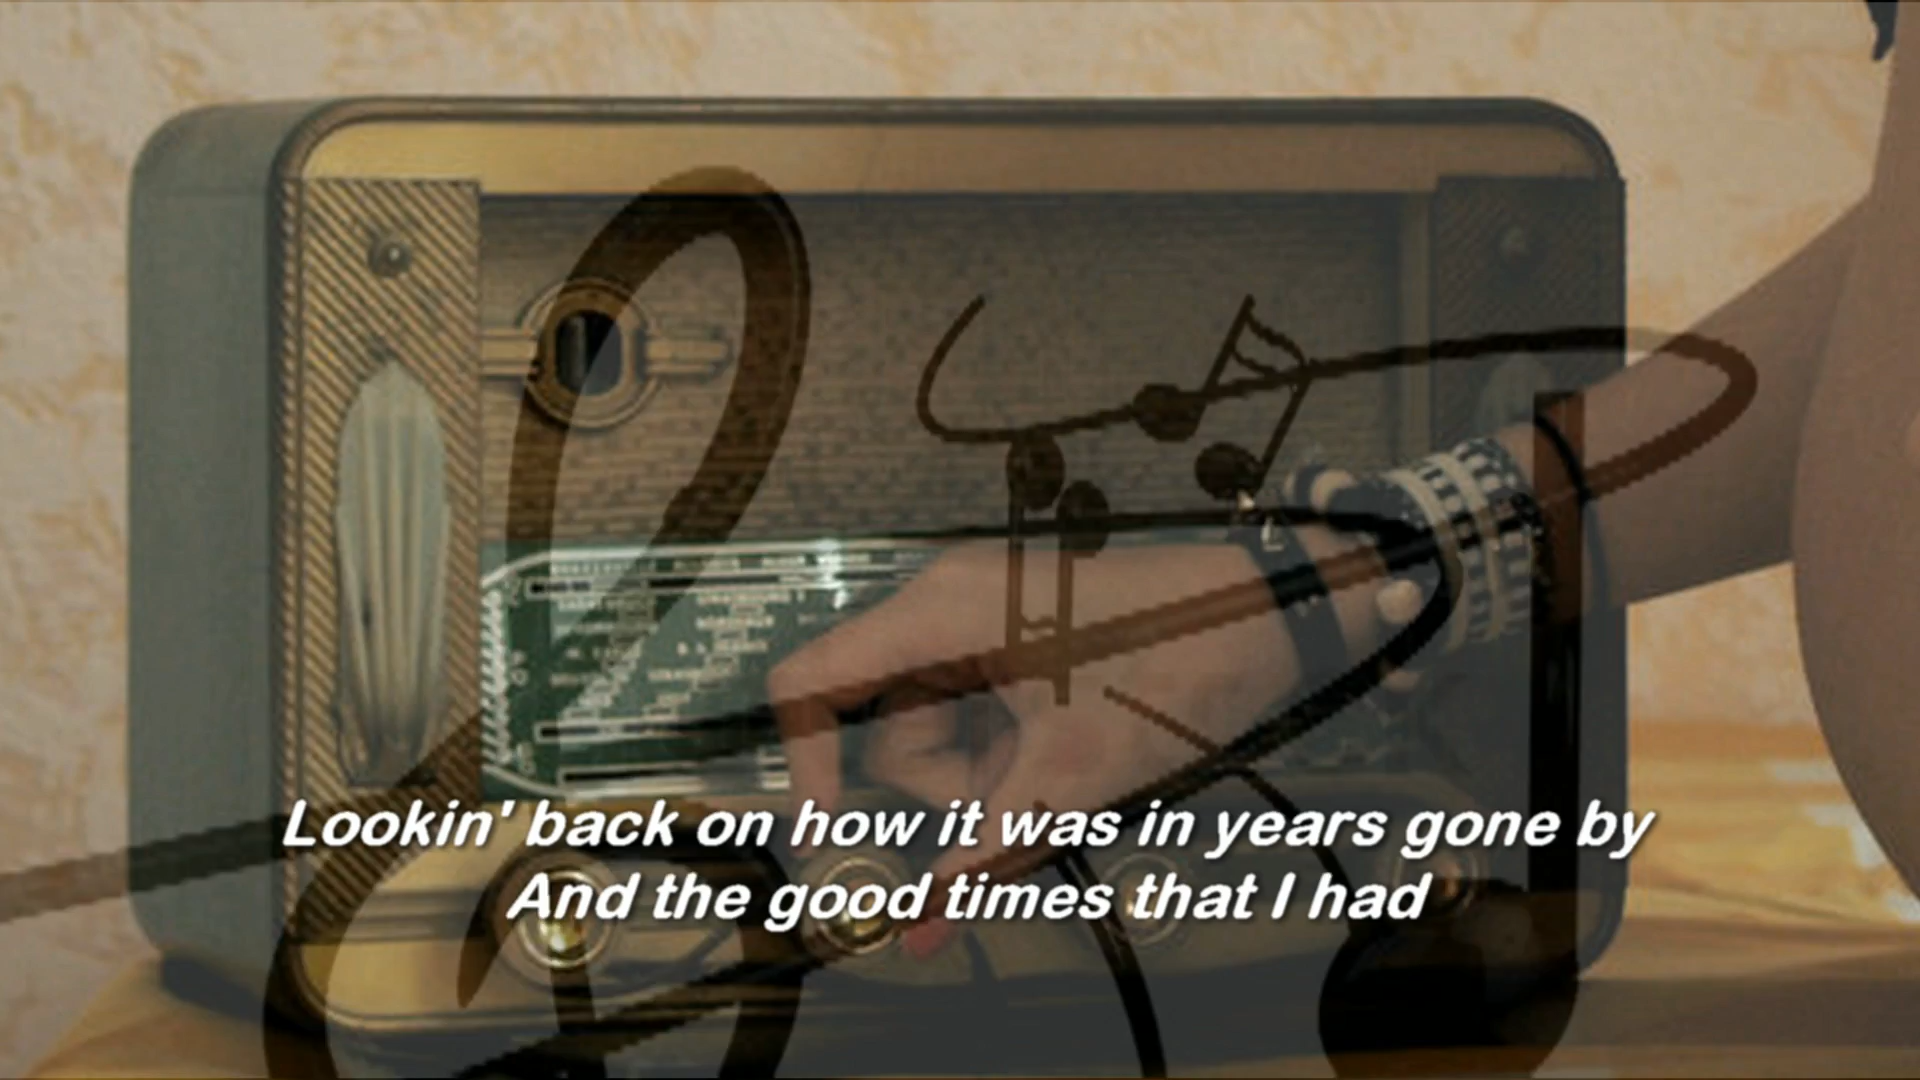 Lookin' back on how it was in years gone by
And the good times that I had